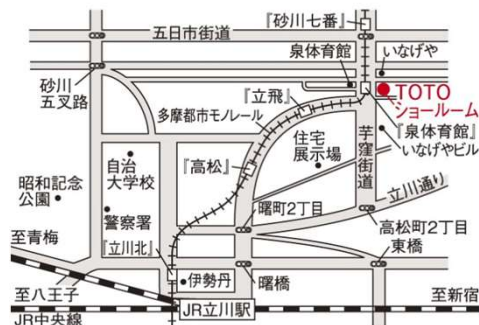 『砂川七番』
五日市街道
泉体育館
いなげや
砂川
五叉路
『立飛』
TOTO
ショールーム
多摩都市モノレール
『泉体育館』
いなげやビル
住宅
展示場
芋窪街道
自治
大学校
『高松』
立川通り
昭和記念
公園
警察署
曙町2丁目
高松町2丁目
至青梅
『立川北』
東橋
伊勢丹
曙橋
至八王子
至新宿
JR立川駅
JR中央線